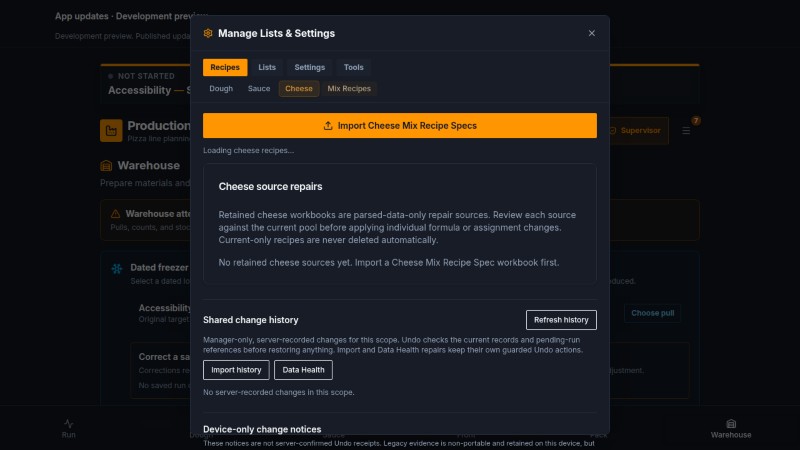 App updates · Development preview
Development preview. Published upda
Manage Lists & Settings
NOT STARTED
Accessibility — S
Recipes
Lists
Settings
Tools
Dough
Sauce
Cheese
Mix Recipes
Production
Pizza line plannin
Import Cheese Mix Recipe Specs
Supervisor
7
Loading cheese recipes...
Warehouse
Prepare materials and
Cheese source repairs
Retained cheese workbooks are parsed-data-only repair sources. Review each source
against the current pool before applying individual formula or assignment changes.
Current-only recipes are never deleted automatically.
No retained cheese sources yet. Import a Cheese Mix Recipe Spec workbook first.
Warehouse atte
Pulls, counts, and stoc
Dated freezer
Select a dated lo
oduced.
Accessibility
Original target
Choose pull
Shared change history
Refresh history
Manager-only, server-recorded changes for this scope. Undo checks the current records and pending-run
references before restoring anything. Import and Data Health repairs keep their own guarded Undo actions.
Correct a sa
Corrections re
djustment.
No saved run
Import history
Data Health
No server-recorded changes in this scope.
Device-only change notices
These notices are not server-confirmed Undo receipts. Legacy evidence is non-portable and retained on this device, but
Run
Dough
Sauce
Pack
Warehouse